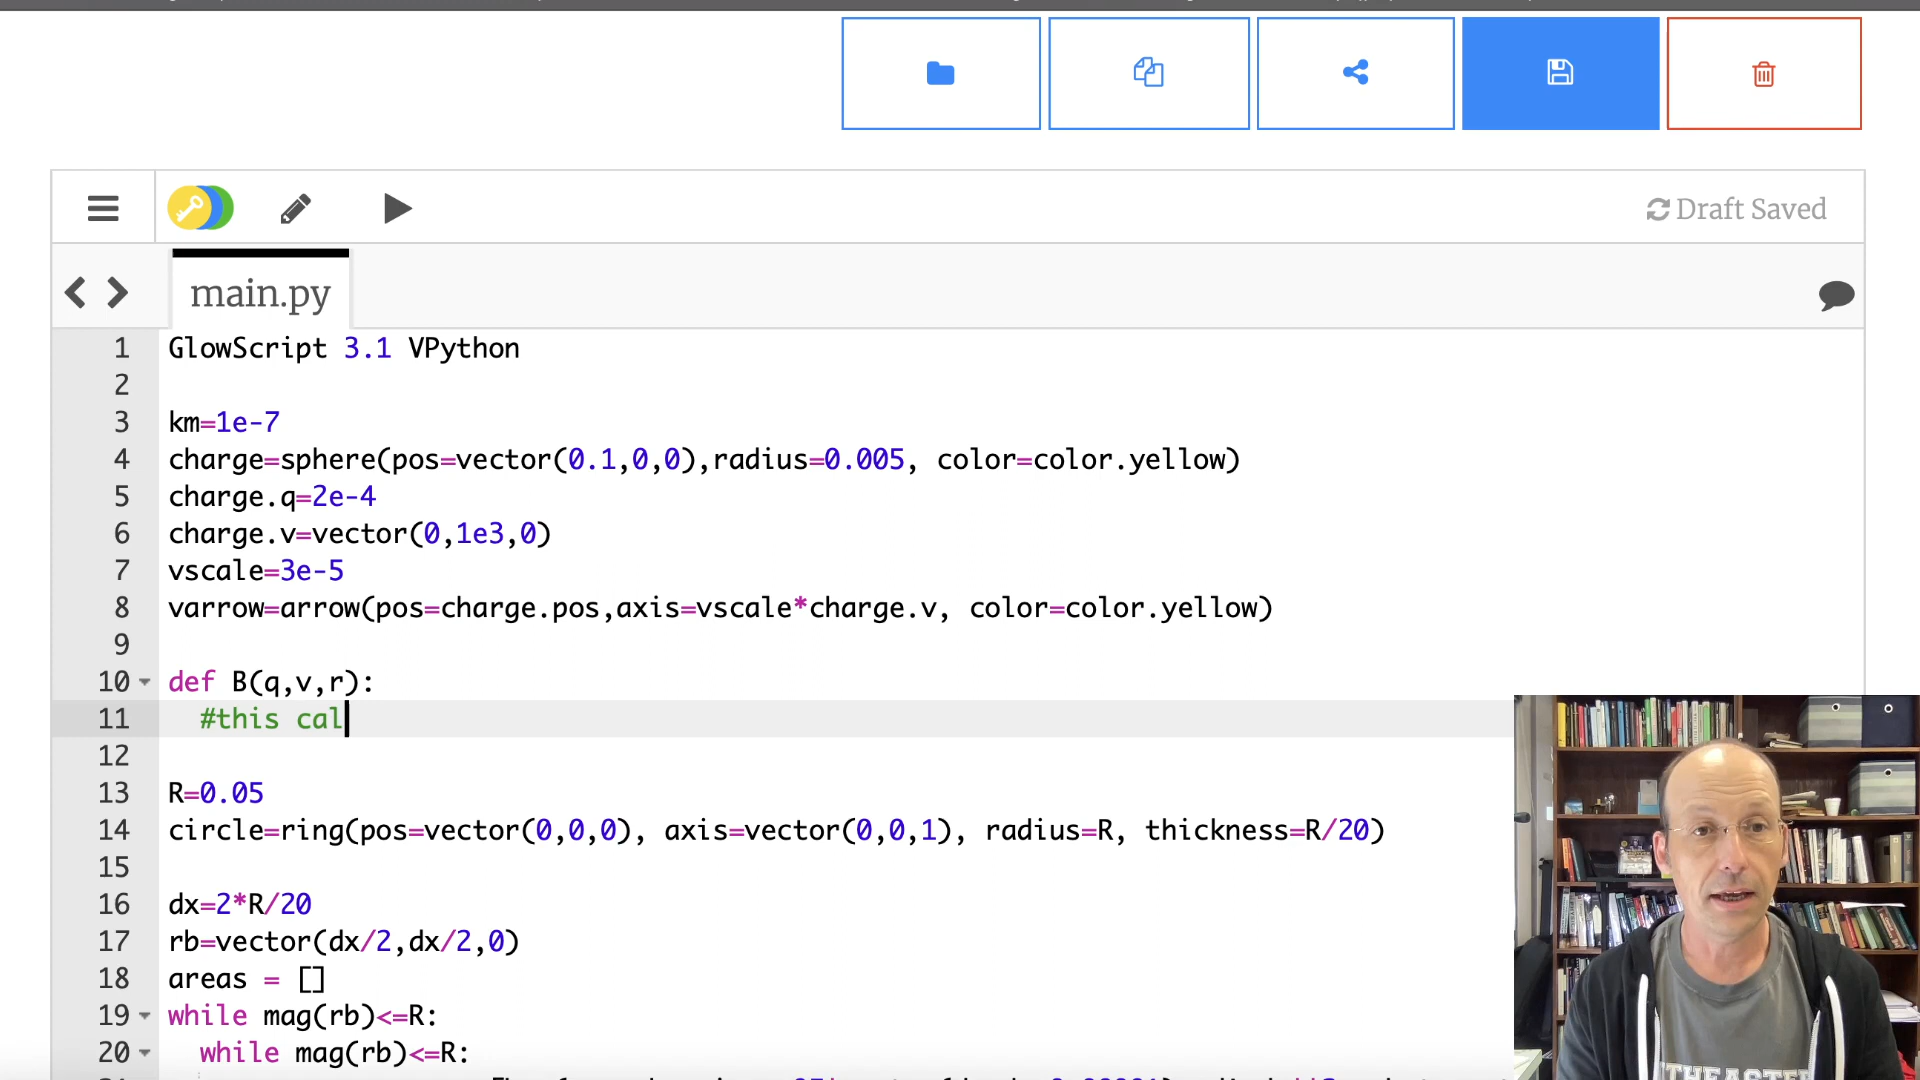 Draft Saved
main.py
1 GlowScript 3.1 VPython
2
3 km=1e-7
4 charge=sphere(pos=vector(0.1,0,0),radius=0.005, color=color.yellow)
5 charge.q=2e-4
6 charge.v=vector(0,1e3,0)
7 vscale=3e-5
8 varrow=arrow(pos=charge.pos,axis=vscale*charge.v, color=color.yellow)
9
10 def B(q,v,r):
11 #this cal
12
13 R=0.05
14 circle=ring(pos=vector(0,0,0), axis=vector(0,0,1), radius=R, thickness=R/20)
15
16 dx=2*R/20
17 rb=vector(dx/2,dx/2,0)
18 areas = []
19 while mag(rb)<=R:
20 while mag(rb)<=R: